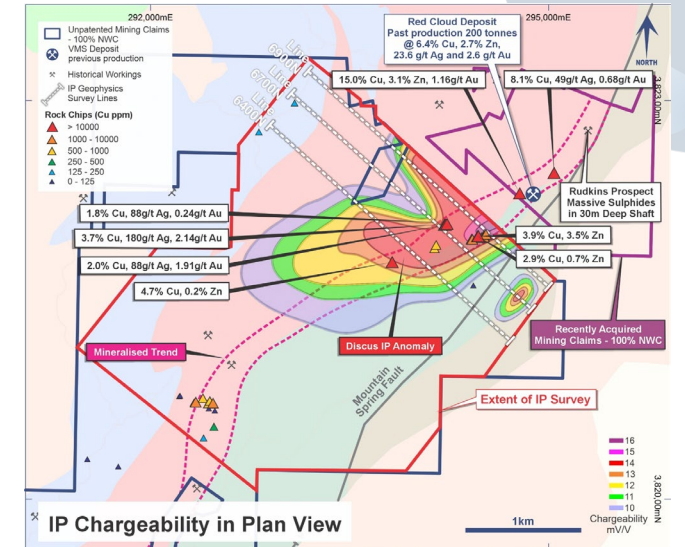 292,000mE
295,000mE
Unpatented Mining Claims
- 100% NWC
VMS Deposit
previous production
Historical Workings
IP Geophysics
Survey Lines
Rock Chips (Cu ppm)
> 10000
1000 - 10000
500 - 1000
250 - 500
125 - 250
0 - 125
Red Cloud Deposit
Past production 200 tonnes
@ 6.4% Cu, 2.7% Zn,
23.6 g/t Ag and 2.6 g/t Au
NORTH
Line
6900N
Line
6700N
Line
6400N
15.0% Cu, 3.1% Zn, 1.16g/t Au
8.1% Cu, 49g/t Ag, 0.68g/t Au
3,823,00mN
Rudkins Prospect
Massive Sulphides
in 30m Deep Shaft
1.8% Cu, 88g/t Ag, 0.24g/t Au
3.7% Cu, 180g/t Ag, 2.14g/t Au
2.0% Cu, 88g/t Ag, 1.91g/t Au
4.7% Cu, 0.2% Zn
3.9% Cu, 3.5% Zn
2.9% Cu, 0.7% Zn
Mineralised Trend
Discus IP Anomaly
Recently Acquired
Mining Claims - 100% NWC
Mountain
Spring Fault
Extent of IP Survey
16
15
14
13
12
11
10
Chargeability
mV/V
3,820,00mN
1km
IP Chargeability in Plan View